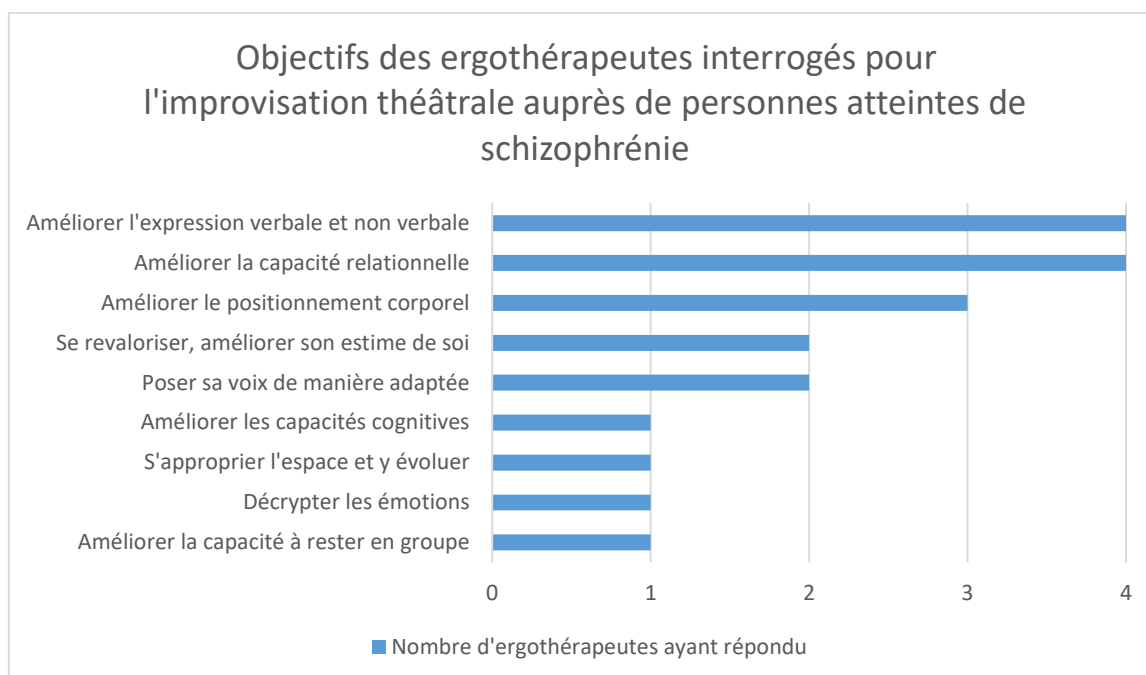 Objectifs des ergothérapeutes interrogés pour
l'improvisation théâtrale auprès de personnes atteintes de
schizophrénie
Améliorer l'expression verbale et non verbale
Améliorer la capacité relationnelle
Améliorer le positionnement corporel
Se revaloriser, améliorer son estime de soi
Poser sa voix de manière adaptée
Améliorer les capacités cognitives
S'approprier l'espace et y évoluer
Décrypter les émotions
Améliorer la capacité à rester en groupe
0 1 2 3 4
Nombre d'ergothérapeutes ayant répondu